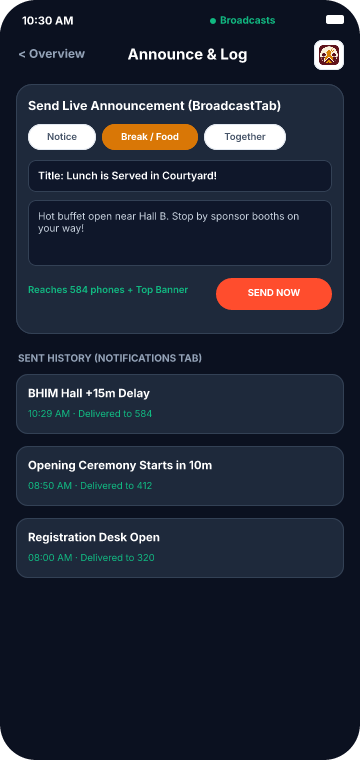 10:30 AM
Broadcasts
< Overview
Announce & Log
Send Live Announcement (BroadcastTab)
Notice
Break / Food
Together
Title: Lunch is Served in Courtyard!
Hot buffet open near Hall B. Stop by sponsor booths on
your way!
Reaches 584 phones + Top Banner
SEND NOW
SENT HISTORY (NOTIFICATIONS TAB)
BHIM Hall +15m Delay
10:29 AM · Delivered to 584
Opening Ceremony Starts in 10m
08:50 AM · Delivered to 412
Registration Desk Open
08:00 AM · Delivered to 320